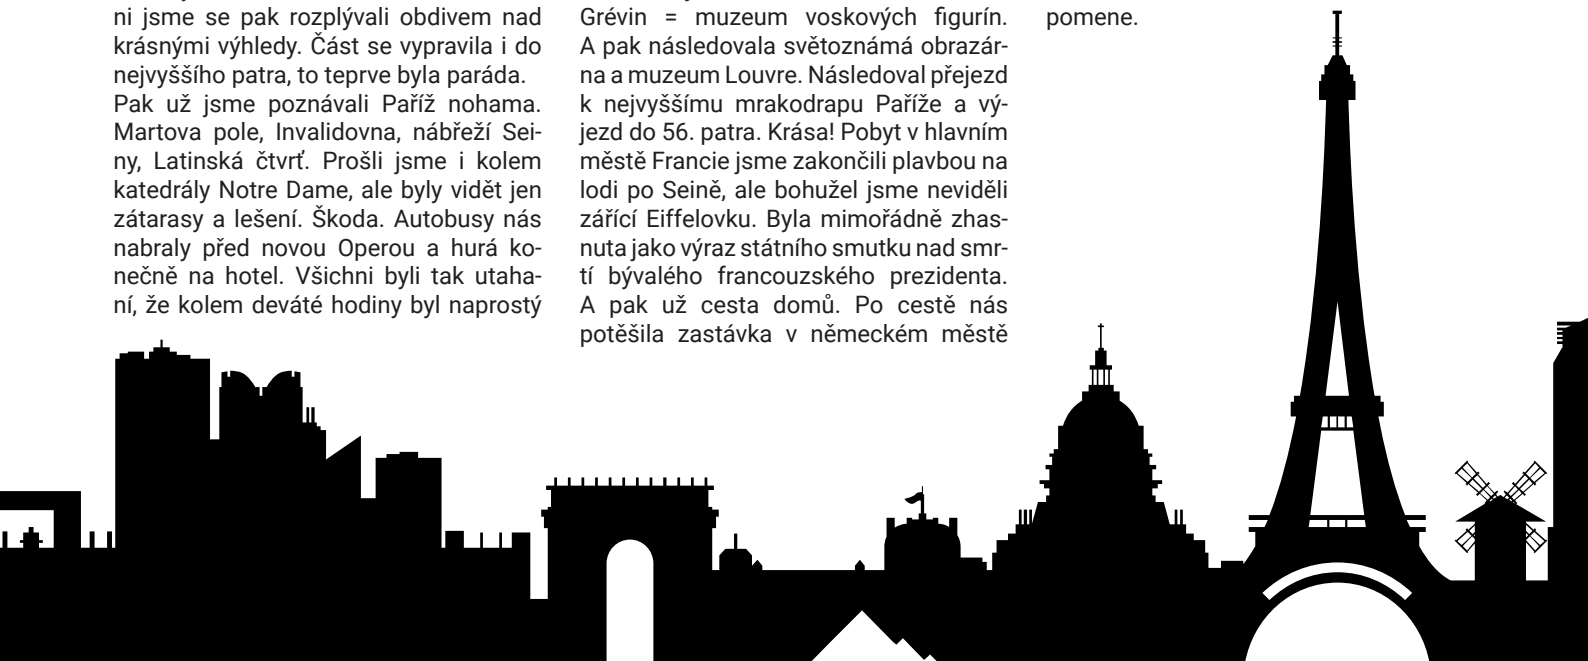 ni jsme se pak rozplývali obdivem nad
krásnými výhledy. Část se vypravila i do
nejvyššího patra, to teprve byla paráda.
Pak už jsme poznávali Paříž nohama.
Martova pole, Invalidovna, nábřeží Sei-
ny, Latinská čtvrť. Prošli jsme i kolem
katedrály Notre Dame, ale byly vidět jen
zátarasy a lešení. Škoda. Autobusy nás
nabraly před novou Operou a hurá ko-
nečně na hotel. Všichni byli tak utaha-
ní, že kolem deváté hodiny byl naprostý
Grévin = muzeum voskových figurín.
A pak následovala světoznámá obrazár-
na a muzeum Louvre. Následoval přejezd
k nejvyššímu mrakodrapu Paříže a vý-
jezd do 56. patra. Krása! Pobyt v hlavním
městě Francie jsme zakončili plavbou na
lodi po Seině, ale bohužel jsme neviděli
zářící Eiffelovku. Byla mimořádně zhas-
nuta jako výraz státního smutku nad smr-
tí bývalého francouzského prezidenta.
A pak už cesta domů. Po cestě nás
potěšila zastávka v německém městě
pomene.